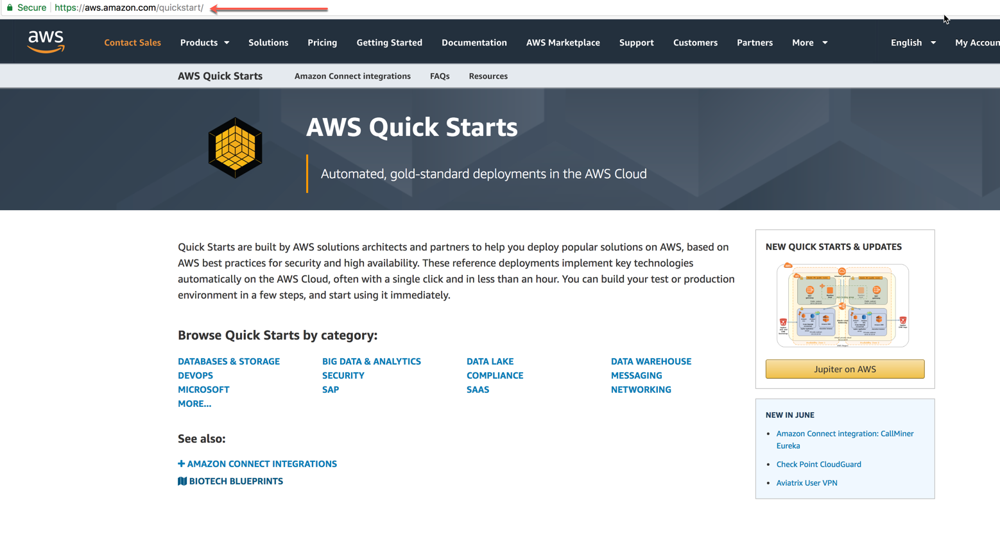 Secure https://aws.amazon.com/quickstart/
aws
Contact Sales Products Solutions Pricing Getting Started Documentation AWS Marketplace Support Customers Partners More English My Accoun
AWS Quick Starts Amazon Connect integrations FAQs Resources
AWS Quick Starts
Automated, gold-standard deployments in the AWS Cloud
Quick Starts are built by AWS solutions architects and partners to help you deploy popular solutions on AWS, based on
AWS best practices for security and high availability. These reference deployments implement key technologies
automatically on the AWS Cloud, often with a single click and in less than an hour. You can build your test or production
environment in a few steps, and start using it immediately.
Browse Quick Starts by category:
DATABASES & STORAGE BIG DATA & ANALYTICS DATA LAKE DATA WAREHOUSE
DEVOPS SECURITY COMPLIANCE MESSAGING
MICROSOFT SAP SAAS NETWORKING
MORE...
See also:
AMAZON CONNECT INTEGRATIONS
BIOTECH BLUEPRINTS
NEW QUICK STARTS & UPDATES
Jupiter on AWS
NEW IN JUNE
Amazon Connect integration: CallMiner
Eureka
Check Point CloudGuard
Aviatrix User VPN